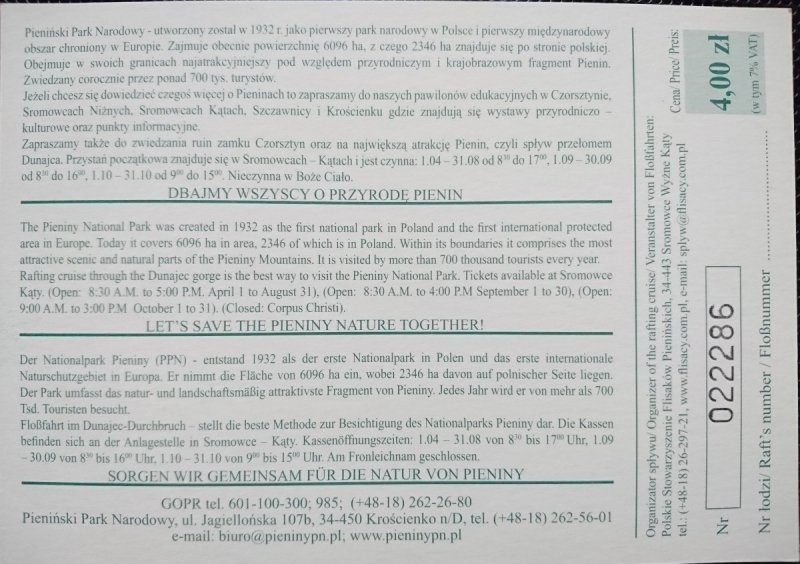 Pieniński Park Narodowy - utworzony został w 1932 r. jako pierwszy park narodowy w Polsce i pierwszy międzynarodowy
obszar chroniony w Europie. Zajmuje obecnie powierzchnię 6096 ha, z czego 2346 ha znajduje się po stronie polskiej.
Obejmuje w swoich granicach najatrakcyjniejszy pod względem przyrodniczym i krajobrazowym fragment Pienin.
Zwiedzany corocznie przez ponad 700 tys. turystów.
Jeżeli chcesz się dowiedzieć czegoś więcej o Pieninach to zapraszamy do naszych pawilonów edukacyjnych w Czorsztynie,
Sromowcach Niżnych, Sromowcach Kątach, Szczawnicy i Krościenku gdzie znajdują się wystawy przyrodniczo –
kulturowe oraz punkty informacyjne.
Zapraszamy także do zwiedzania ruin zamku Czorsztyn oraz na największą atrakcję Pienin, czyli spływ przełomem
Dunajca. Przystań początkowa znajduje się w Sromowcach – Kątach i jest czynna: 1.04 – 31.08 od 8³⁰ do 17⁰⁰, 1.09 – 30.09
od 8³⁰ do 16⁰⁰, 1.10 – 31.10 od 9⁰⁰ do 15⁰⁰. Nieczynna w Boże Ciało.
DBAJMY WSZYSCY O PRZYRODĘ PIENIN
The Pieniny National Park was created in 1932 as the first national park in Poland and the first international protected
area in Europe. Today it covers 6096 ha in area, 2346 of which is in Poland. Within its boundaries it comprises the most
attractive scenic and natural parts of the Pieniny Mountains. It is visited by more than 700 thousand tourists every year.
Rafting cruise through the Dunajec gorge is the best way to visit the Pieniny National Park. Tickets available at Sromowce
Kąty. (Open: 8:30 A.M. to 5:00 P.M. April 1 to August 31), (Open: 8:30 A.M. to 4:00 P.M September 1 to 30), (Open:
9:00 A.M. to 3:00 P.M October 1 to 31). (Closed: Corpus Christi).
LET'S SAVE THE PIENINY NATURE TOGETHER!
Der Nationalpark Pieniny (PPN) - entstand 1932 als der erste Nationalpark in Polen und das erste internationale
Naturschutzgebiet in Europa. Er nimmt die Fläche von 6096 ha ein, wobei 2346 ha davon auf polnischer Seite liegen.
Der Park umfasst das natur- und landschaftsmäßig attraktivste Fragment von Pieniny. Jedes Jahr wird er von mehr als 700
Tsd. Touristen besucht.
Floßfahrt im Dunajec-Durchbruch – stellt die beste Methode zur Besichtigung des Nationalparks Pieniny dar. Die Kassen
befinden sich an der Anlagestelle in Sromowce – Kąty. Kassenöffnungszeiten: 1.04 – 31.08 von 8³⁰ bis 17⁰⁰ Uhr, 1.09
– 30.09 von 8³⁰ bis 16⁰⁰ Uhr, 1.10 – 31.10 von 9⁰⁰ bis 15⁰⁰ Uhr. Am Fronleichnam geschlossen.
SORGEN WIR GEMEINSAM FÜR DIE NATUR VON PIENINY
GOPR tel. 601-100-300; 985; (+48-18) 262-26-80
Pieniński Park Narodowy, ul. Jagiellońska 107b, 34-450 Krościenko n/D, tel. (+48-18) 262-56-01
e-mail: biuro@pieninypn.pl; www.pieninypn.pl
Organizator spływu/ Organizer of the rafting cruise/ Veranstalter von Floßfahrten:
Polskie Stowarzyszenie Flisaków Pienińskich, 34-443 Sromowce Wyżne Kąty
tel.: (+48-18) 26-297-21, www.flisacy.com.pl, e-mail: splyw@flisacy.com.pl
Cena/ Price/ Preis:
4,00 zł
(w tym 7% VAT)
Nr 022286
Nr łodzi/ Raft's number / Floßnummer ..............................